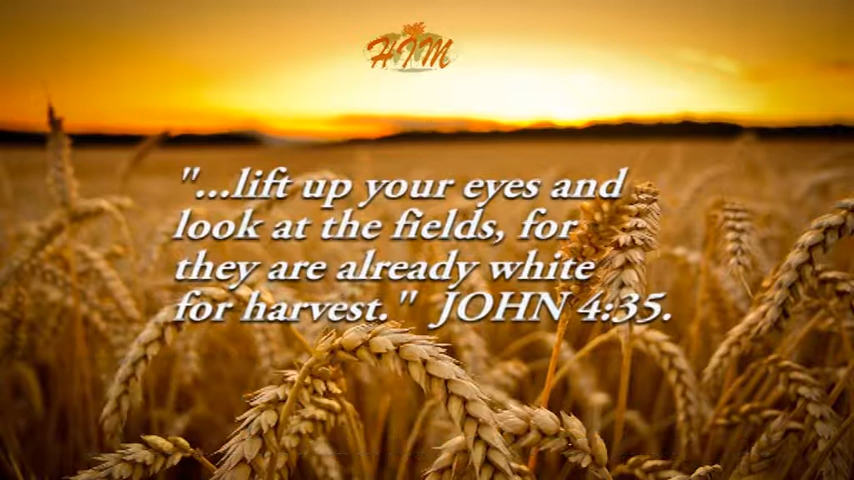 HIM
"...lift up your eyes and
look at the fields, for
they are already white
for harvest." JOHN 4:35.